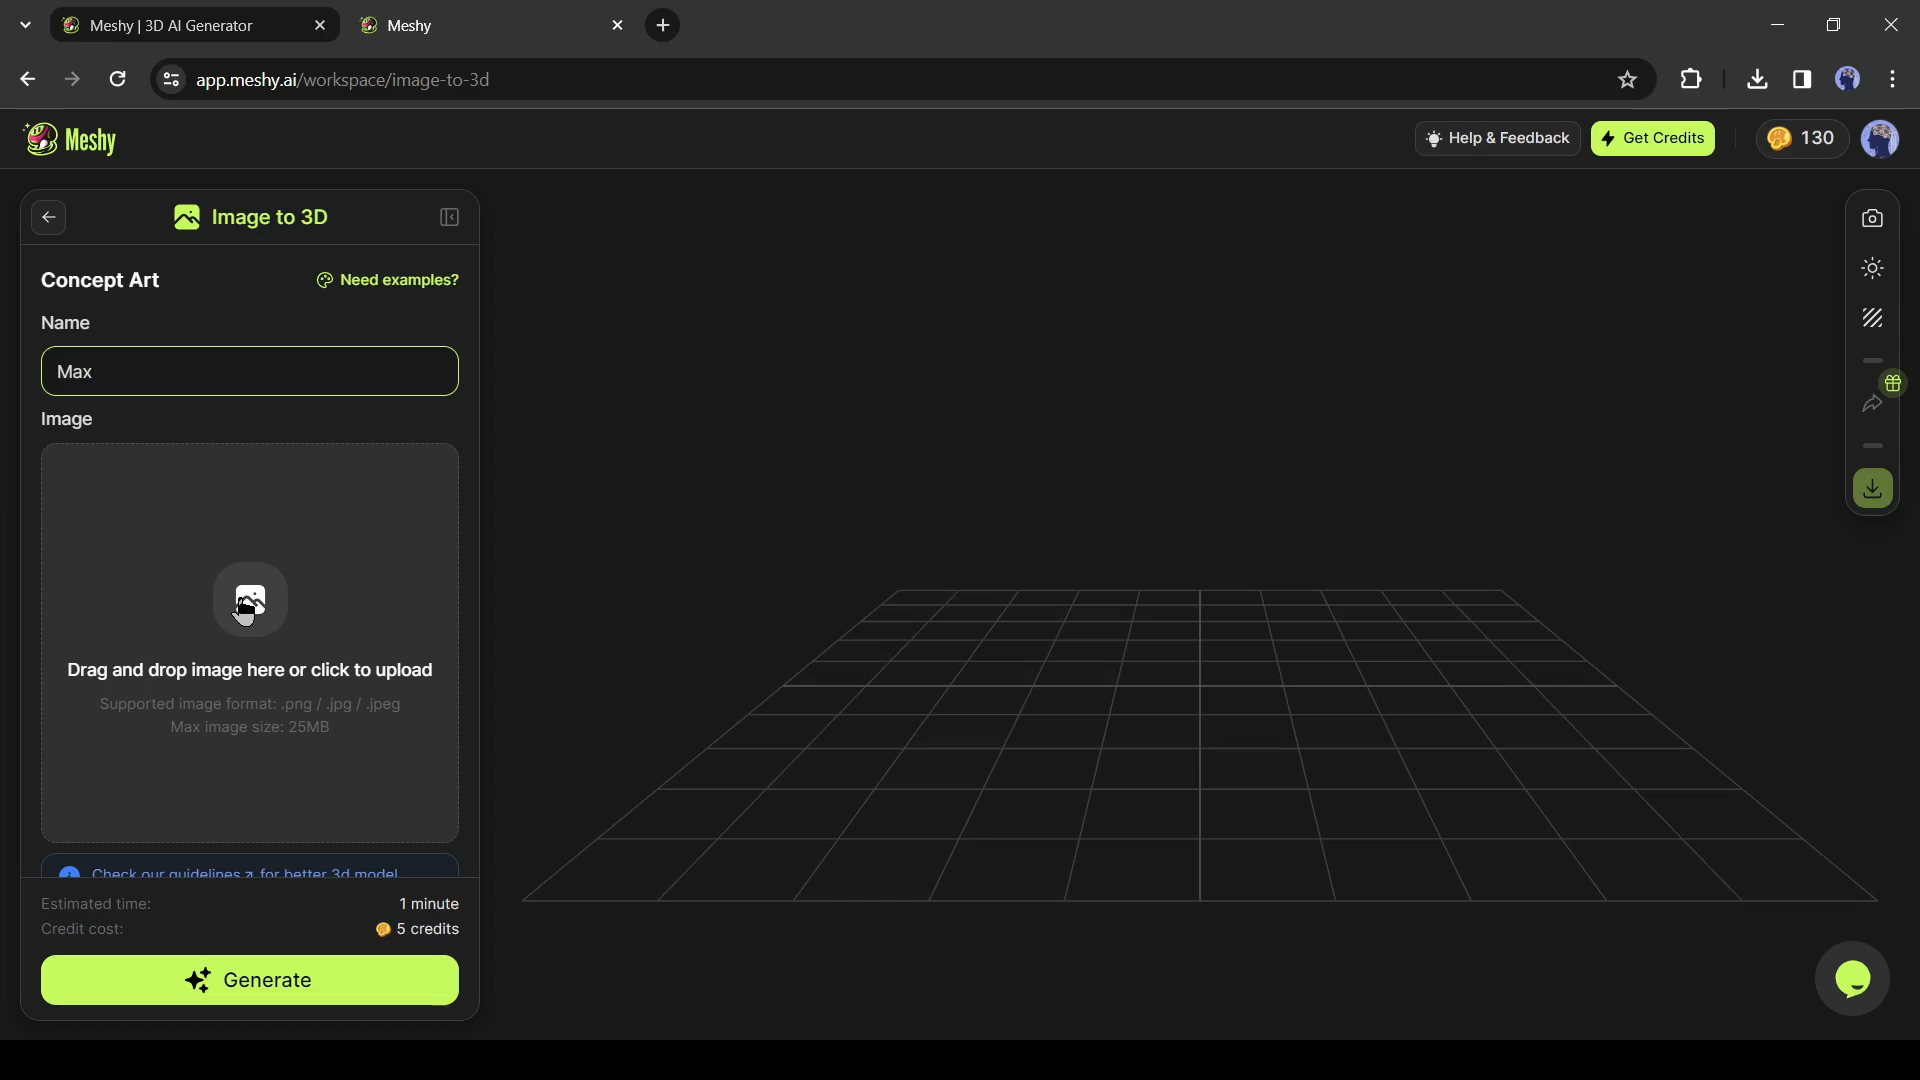 Meshy | 3D AI Generator
Meshy
app.meshy.ai/workspace/image-to-3d
Meshy
Help & Feedback
Get Credits
130
Image to 3D
Concept Art
Need examples?
Name
Max
Image
Drag and drop image here or click to upload
Supported image format: .png / .jpg / .jpeg
Max image size: 25MB
Check our guidelines for better 3d model
Estimated time:
1 minute
Credit cost:
5 credits
Generate